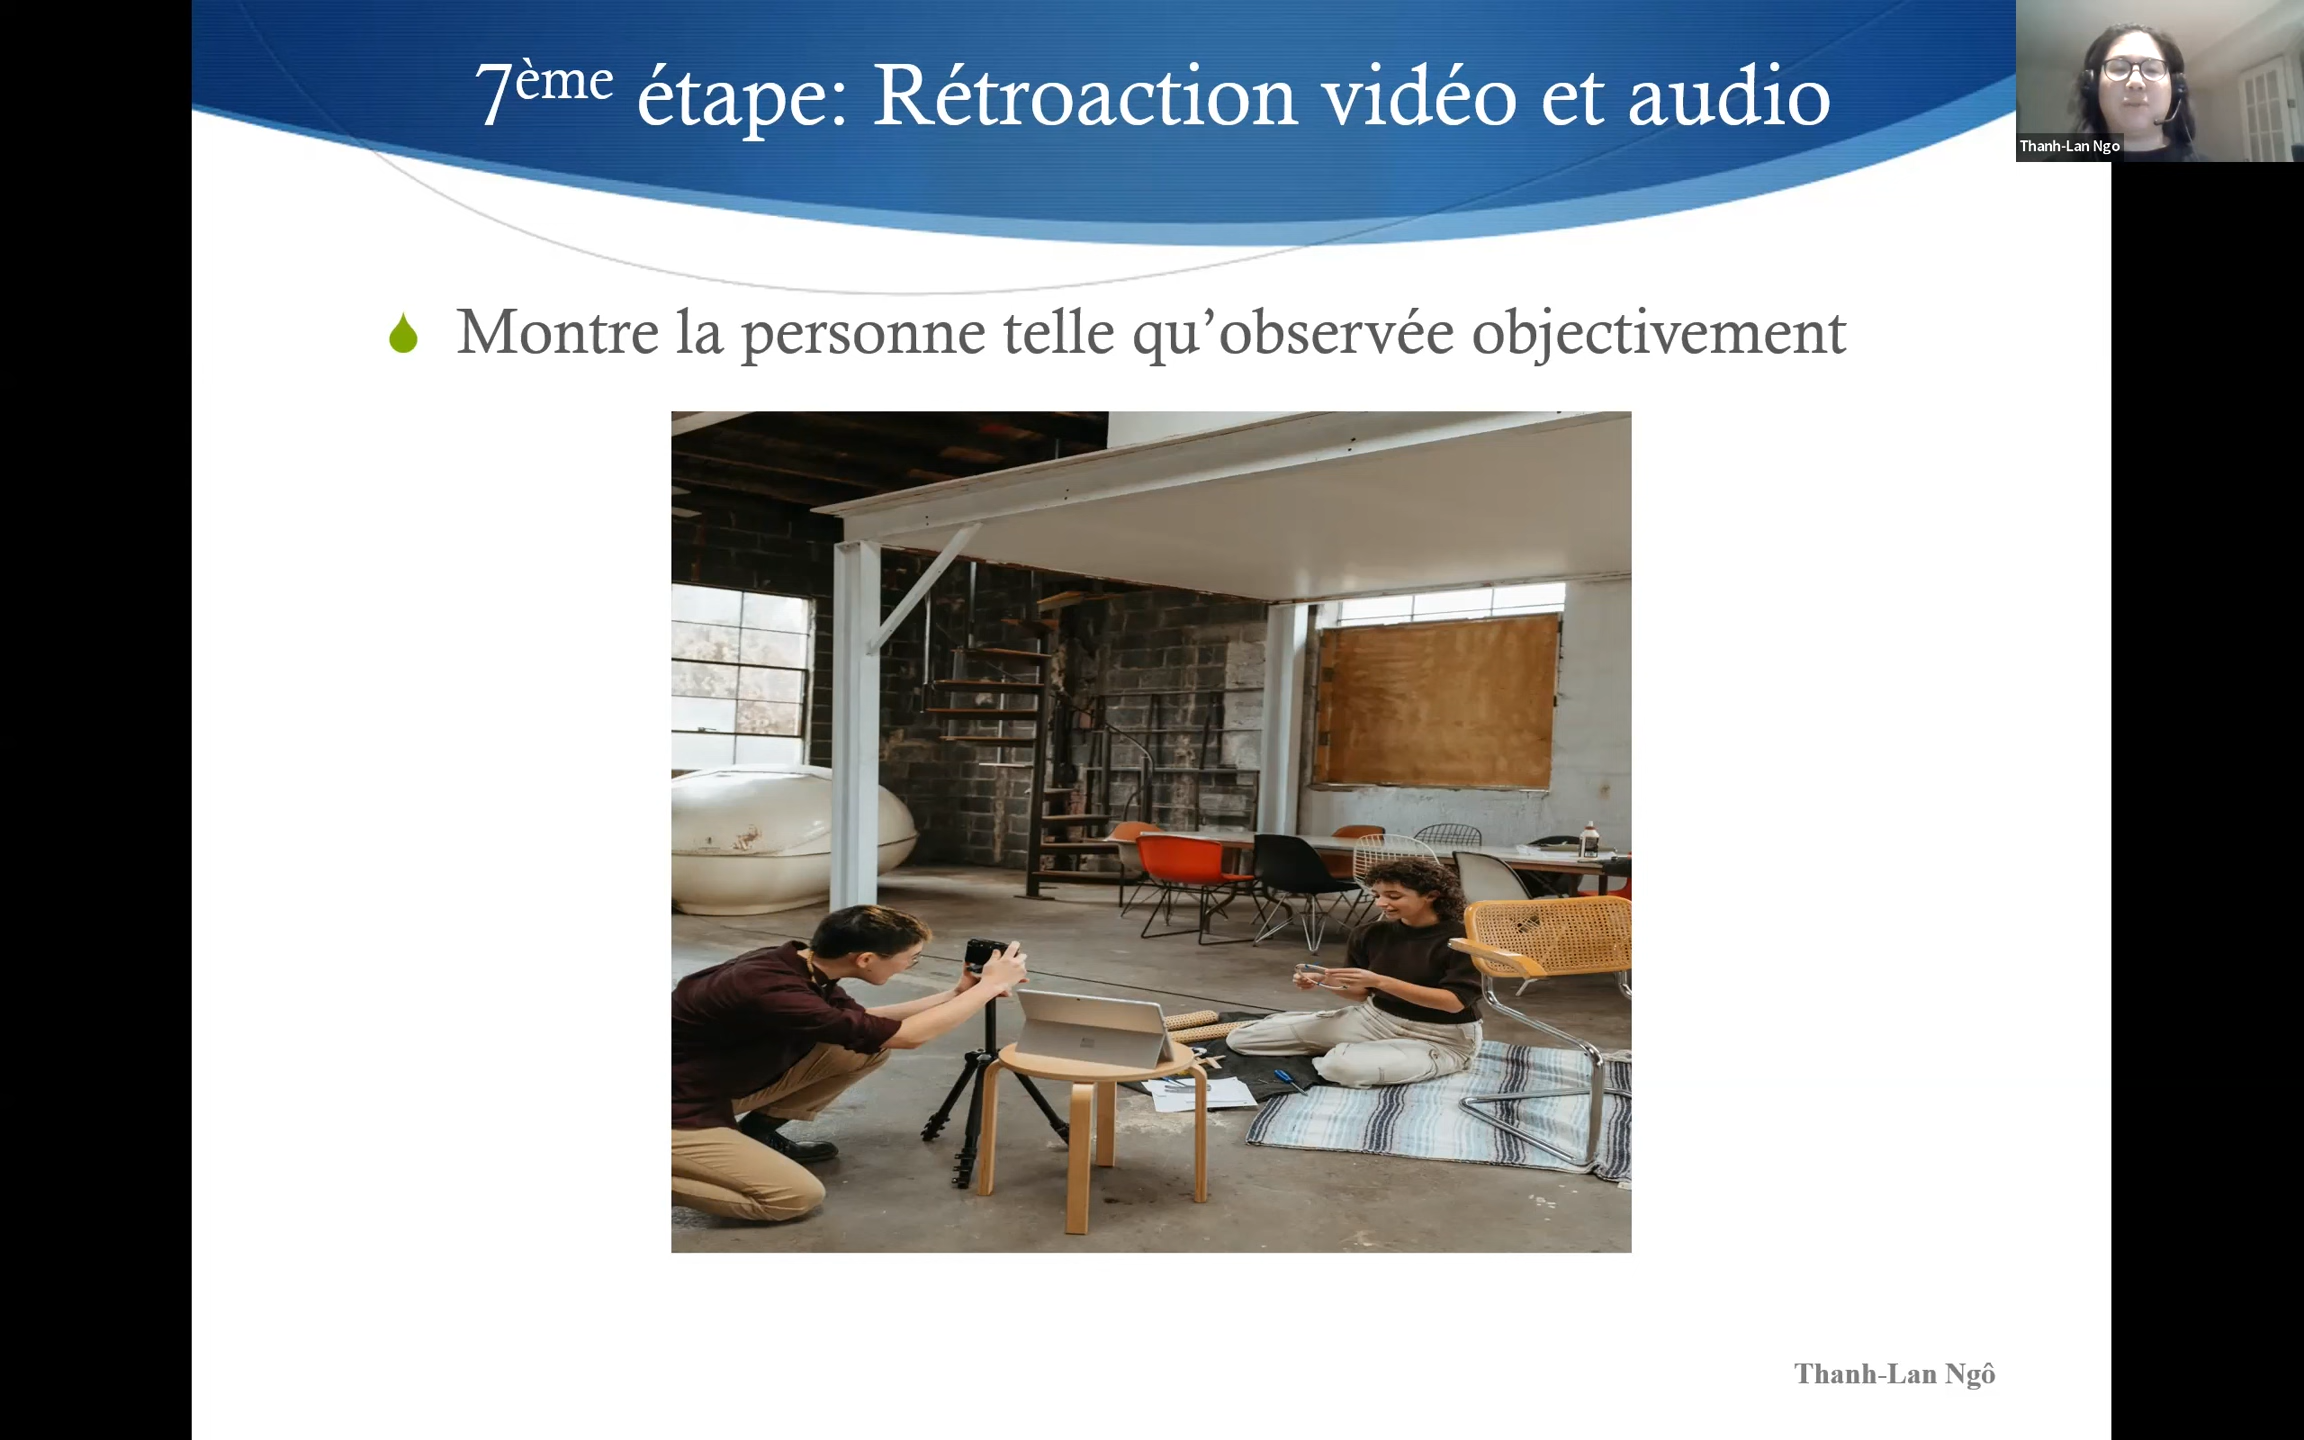 7ème étape: Rétroaction vidéo et audio
Thanh-Lan Ngo
Montre la personne telle qu’observée objectivement
Thanh-Lan Ngô